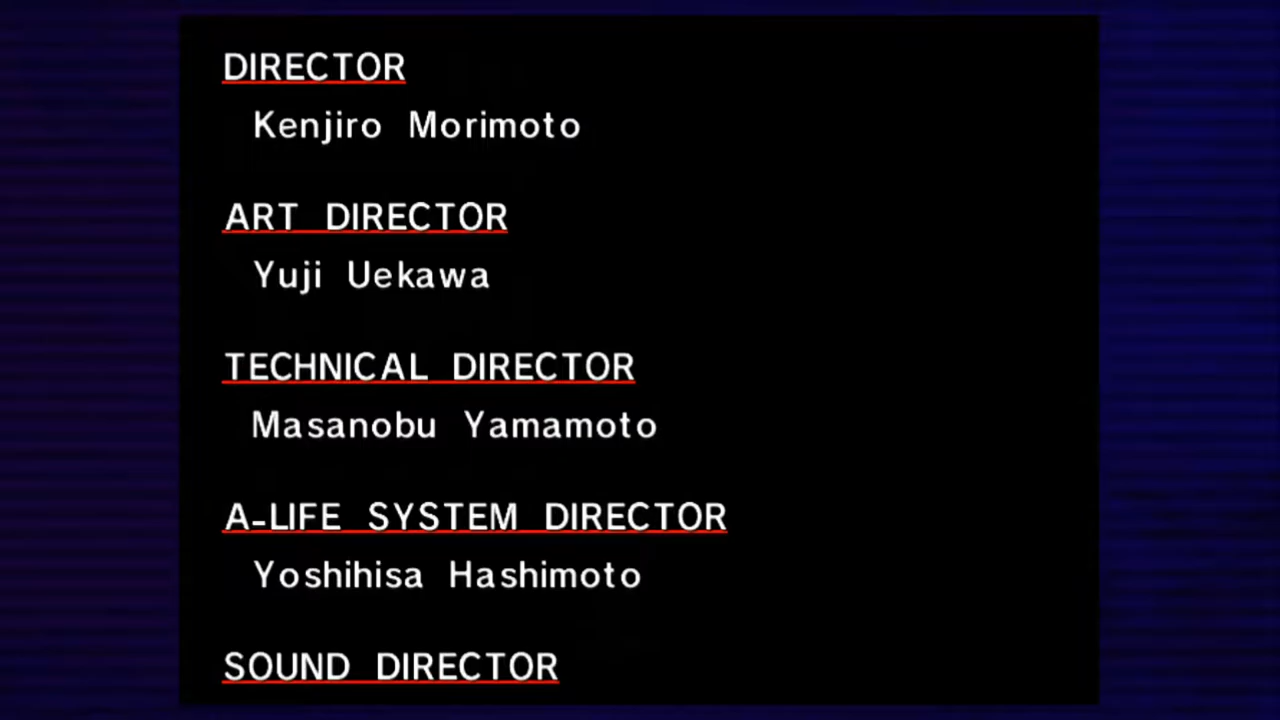 DIRECTOR
Kenjiro Morimoto
ART DIRECTOR
Yuji Uekawa
TECHNICAL DIRECTOR
Masanobu Yamamoto
A-LIFE SYSTEM DIRECTOR
Yoshihisa Hashimoto
SOUND DIRECTOR